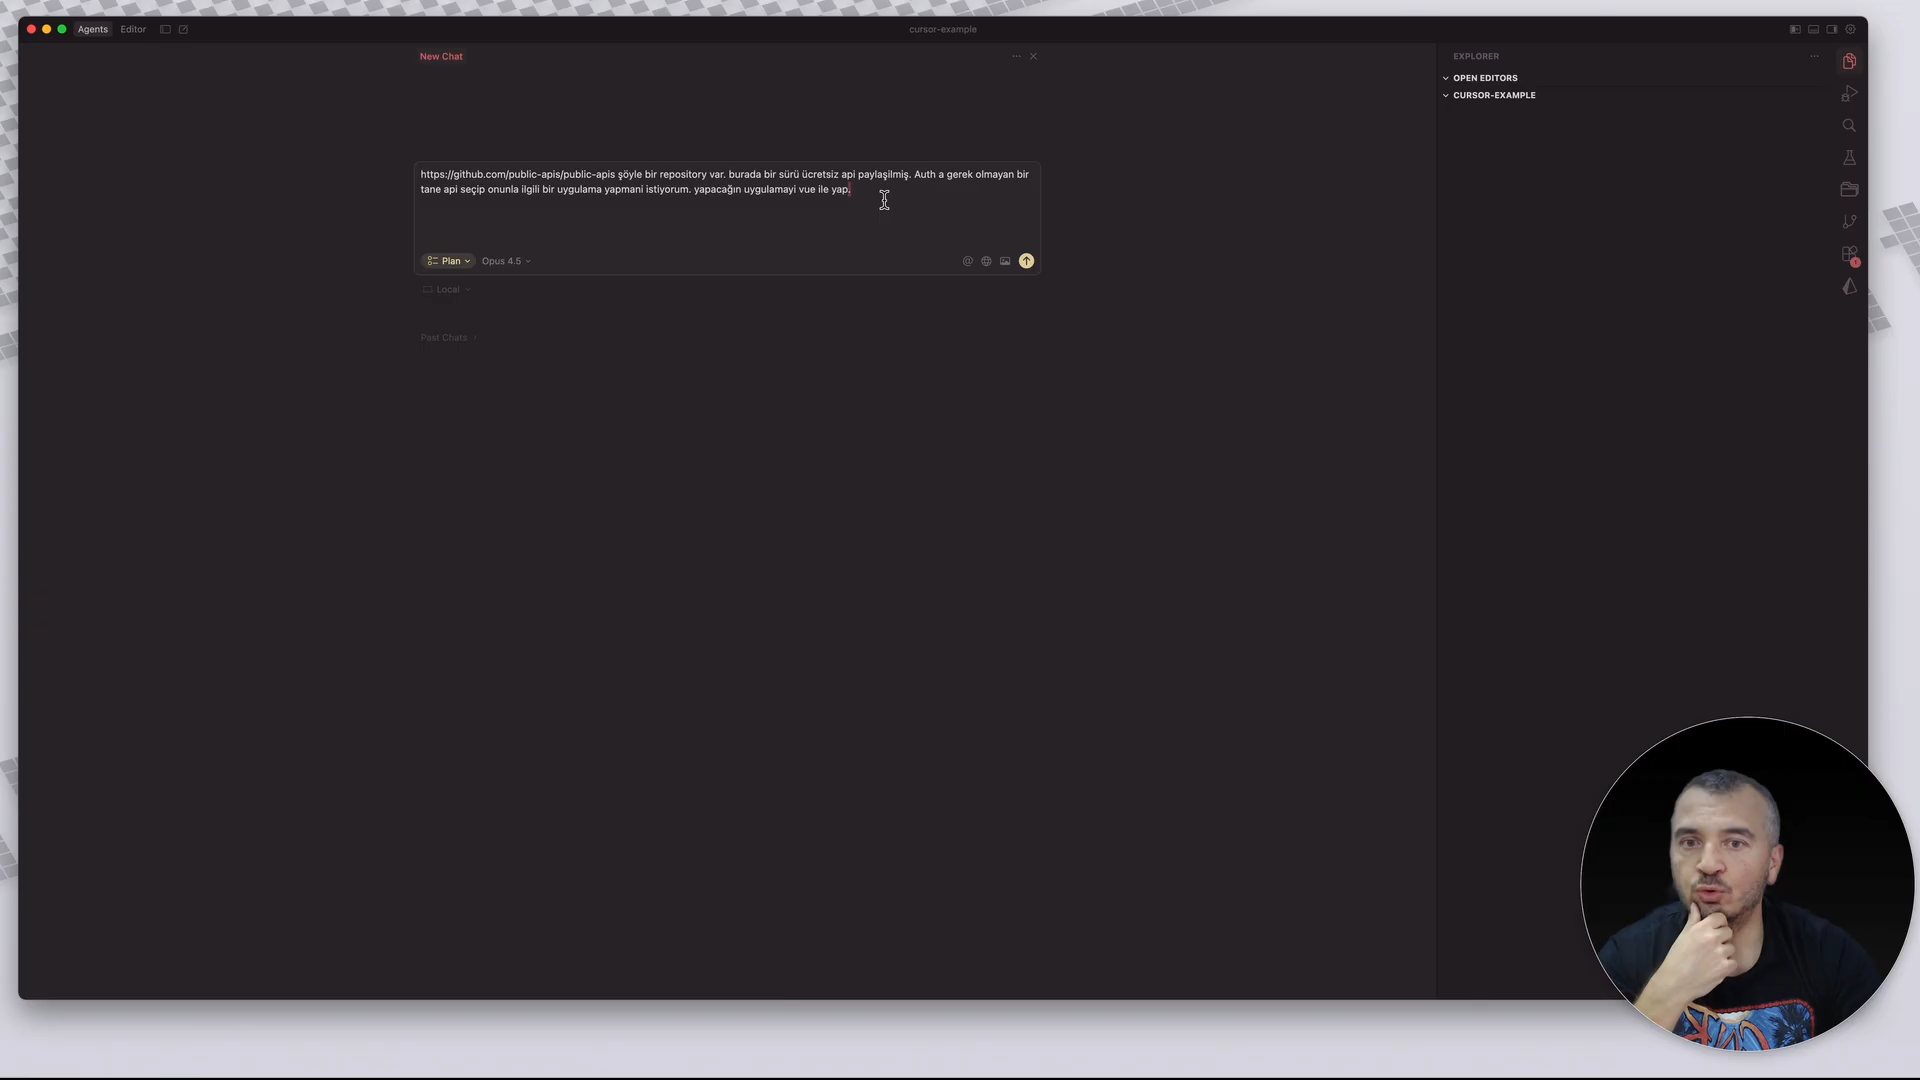 Agents Editor
cursor-example
New Chat
EXPLORER
OPEN EDITORS
CURSOR-EXAMPLE
https://github.com/public-apis/public-apis şöyle bir repository var. burada bir sürü ücretsiz api paylaşilmiş. Auth a gerek olmayan bir
tane api seçip onunla ilgili bir uygulama yapmani istiyorum. yapacağın uygulamayi vue ile yap.
Plan Opus 4.5
Local
Past Chats